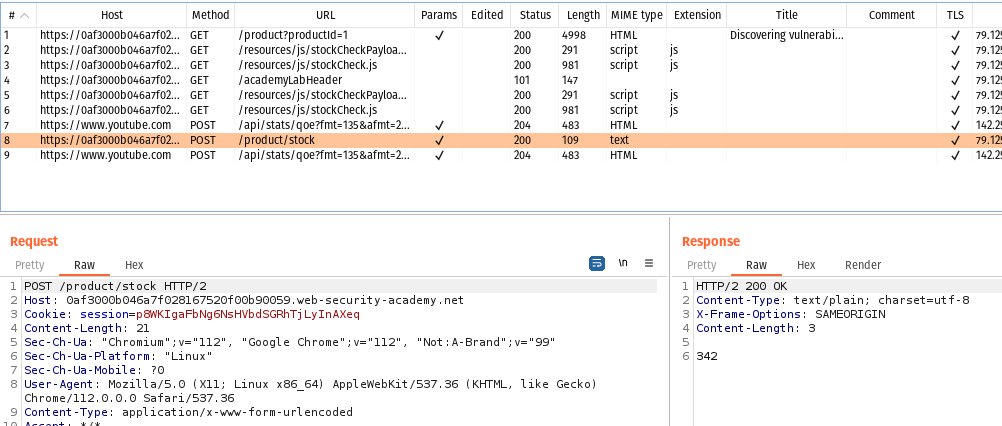 # Host Method URL Params Edited Status Length MIME type Extension Title Comment TLS
1 https://0af3000b046a7f02... GET /product?productId=1 ✓ 200 4998 HTML Discovering vulnerabi... ✓ 79.125
2 https://0af3000b046a7f02... GET /resources/js/stockCheckPayloa... 200 291 script js ✓ 79.125
3 https://0af3000b046a7f02... GET /resources/js/stockCheck.js 200 981 script js ✓ 79.125
4 https://0af3000b046a7f02... GET /academyLabHeader 101 147 ✓ 79.125
5 https://0af3000b046a7f02... GET /resources/js/stockCheckPayloa... 200 291 script js ✓ 79.125
6 https://0af3000b046a7f02... GET /resources/js/stockCheck.js 200 981 script js ✓ 79.125
7 https://www.youtube.com POST /api/stats/qoe?fmt=135&afmt=2... ✓ 204 483 HTML ✓ 142.25
8 https://0af3000b046a7f02... POST /product/stock ✓ 200 109 text ✓ 79.125
9 https://www.youtube.com POST /api/stats/qoe?fmt=135&afmt=2... ✓ 204 483 HTML ✓ 142.25
Request
Pretty Raw Hex \n
1 POST /product/stock HTTP/2
2 Host: 0af3000b046a7f028167520f00b90059.web-security-academy.net
3 Cookie: session=p8WKIgaFbNg6NsHVbdSGRhTjLyInAXeq
4 Content-Length: 21
5 Sec-Ch-Ua: "Chromium";v="112", "Google Chrome";v="112", "Not:A-Brand";v="99"
6 Sec-Ch-Ua-Platform: "Linux"
7 Sec-Ch-Ua-Mobile: ?0
8 User-Agent: Mozilla/5.0 (X11; Linux x86_64) AppleWebKit/537.36 (KHTML, like Gecko)
Chrome/112.0.0.0 Safari/537.36
9 Content-Type: application/x-www-form-urlencoded
10 Accept: */*
Response
Pretty Raw Hex Render
1 HTTP/2 200 OK
2 Content-Type: text/plain; charset=utf-8
3 X-Frame-Options: SAMEORIGIN
4 Content-Length: 3
5
6 342